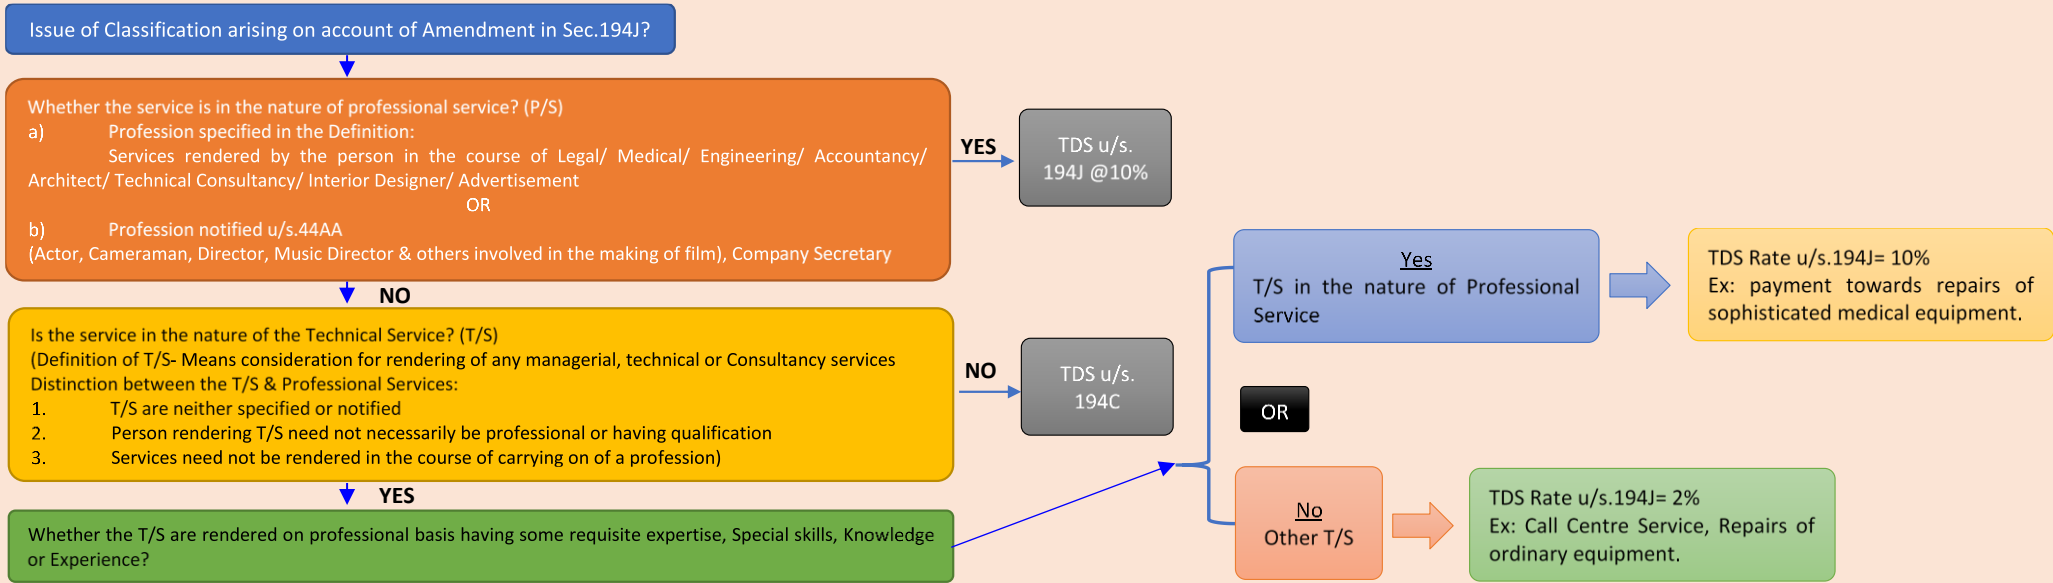 Issue of Classification arising on account of Amendment in Sec.194J?
Whether the service is in the nature of professional service? (P/S)
a) Profession specified in the Definition:
Services rendered by the person in the course of Legal/ Medical/ Engineering/ Accountancy/
Architect/ Technical Consultancy/ Interior Designer/ Advertisement
OR
b) Profession notified u/s.44AA
(Actor, Cameraman, Director, Music Director & others involved in the making of film), Company Secretary
YES
TDS u/s.
194J @10%
NO
Is the service in the nature of the Technical Service? (T/S)
(Definition of T/S- Means consideration for rendering of any managerial, technical or Consultancy services
Distinction between the T/S & Professional Services:
1. T/S are neither specified or notified
2. Person rendering T/S need not necessarily be professional or having qualification
3. Services need not be rendered in the course of carrying on of a profession)
NO
TDS u/s.
194C
YES
Whether the T/S are rendered on professional basis having some requisite expertise, Special skills, Knowledge
or Experience?
Yes
T/S in the nature of Professional
Service
TDS Rate u/s.194J= 10%
Ex: payment towards repairs of
sophisticated medical equipment.
OR
No
Other T/S
TDS Rate u/s.194J= 2%
Ex: Call Centre Service, Repairs of
ordinary equipment.